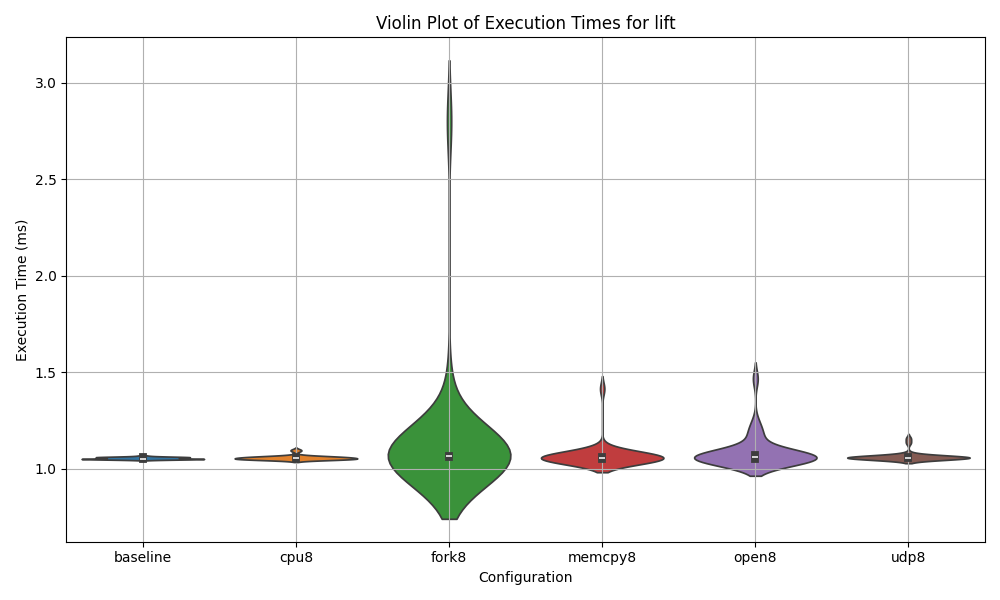 Violin Plot of Execution Times for lift
Execution Time (ms)
3.0
2.5
2.0
1.5
1.0
baseline cpu8 fork8 memcpy8 open8 udp8
Configuration